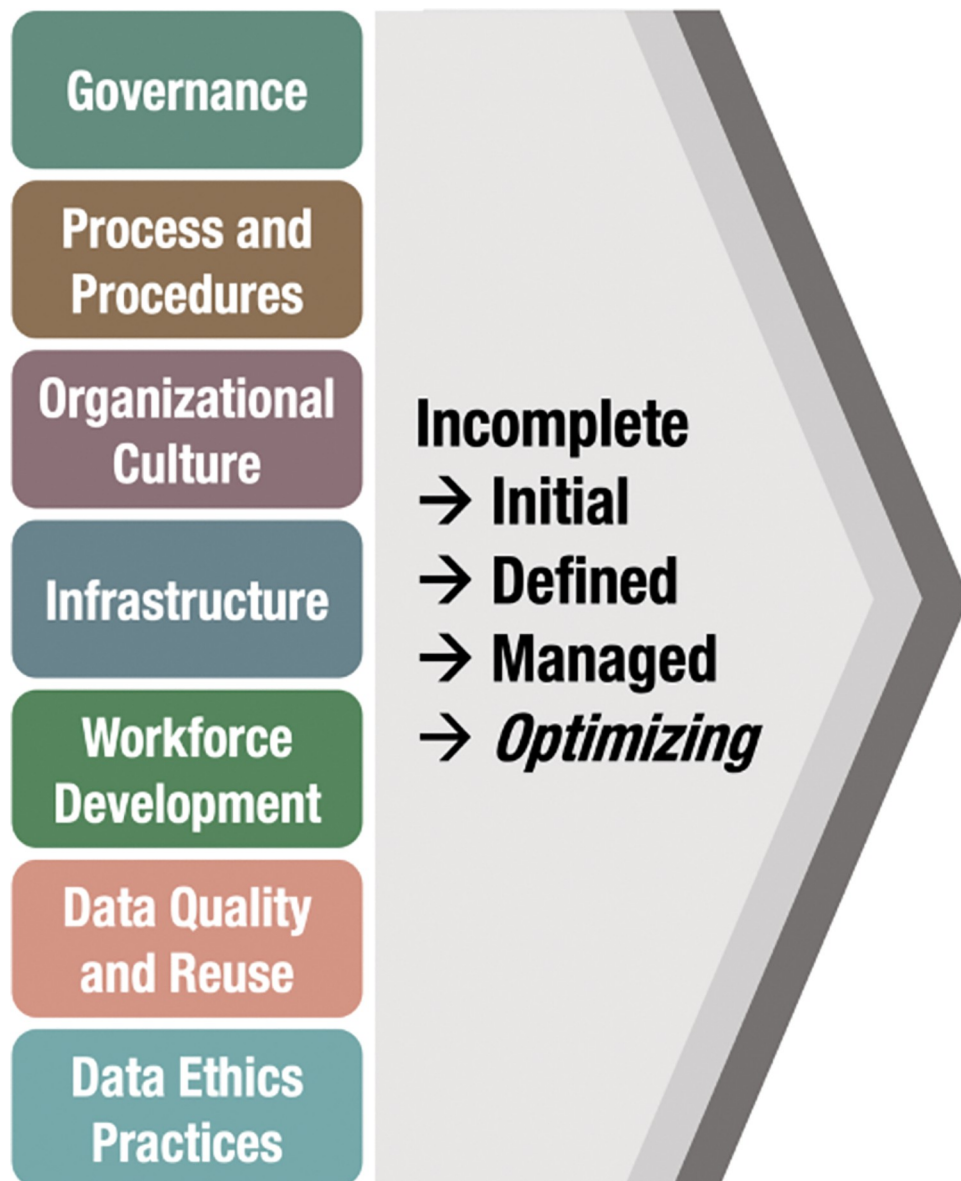 Governance
Process and
Procedures
Organizational
Culture
Infrastructure
Workforce
Development
Data Quality
and Reuse
Data Ethics
Practices
Incomplete
→ Initial
→ Defined
→ Managed
→ Optimizing